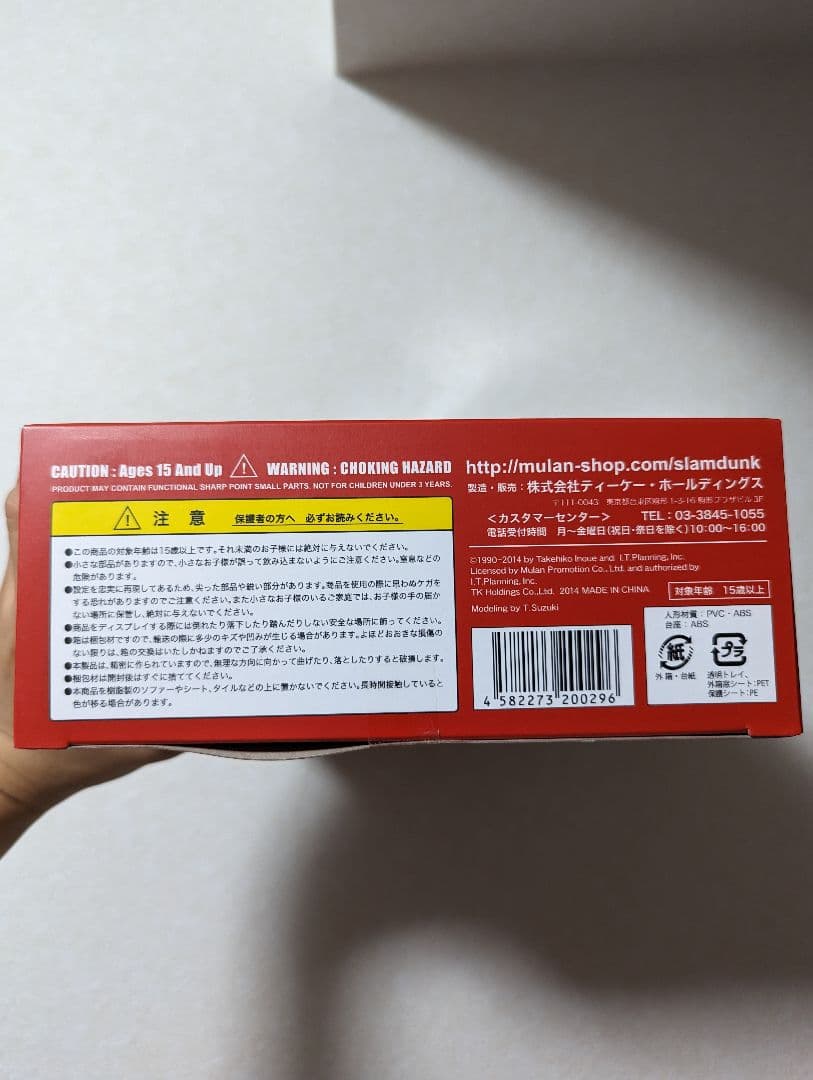 CAUTION : Ages 15 And Up ⚠ WARNING : CHOKING HAZARD
PRODUCT MAY CONTAIN FUNCTIONAL SHARP POINT SMALL PARTS. NOT FOR CHILDREN UNDER 3 YEARS.
注 意 保護者の方へ 必ずお読みください。
●この商品の対象年齢は15歳以上です。それ未満のお子様には絶対に与えないでください。
●小さな部品がありますので、小さなお子様が誤って飲み込まないようにご注意ください。窒息などの
危険があります。
●設定を忠実に再現してあるため、尖った部品や鋭い部分があります。商品を使用の際に思わぬケガを
する恐れがありますのでご注意ください。また小さなお子様のいるご家庭では、お子様の手の届か
ない場所に保管し、絶対に与えないでください。
●商品をディスプレイする際には倒れたり落下したり踏んだりしない安全な場所に飾ってください。
●箱は梱包材ですので、輸送の際に多少のキズや凹みが生じる場合があります。よほどおおきな損傷の
ない限りは、箱の交換はいたしかねますのでご了承ください。
●本製品は、精密に作られていますので、無理な方向に向かって曲げたり、落としたりすると破損します。
●梱包材は開封後はすぐに捨ててください。
●本商品を樹脂製のソファーやシート、タイルなどの上に置かないでください。長時間接触していると
色が移る場合があります。
http://mulan-shop.com/slamdunk
製造・販売：株式会社ティーケー・ホールディングス
〒111-0043 東京都台東区駒形1-3-16 駒形プラザビル3F
＜カスタマーセンター＞ TEL：03-3845-1055
電話受付時間 月～金曜日(祝日・祭日を除く)10:00～16:00
©1990-2014 by Takehiko Inoue and I.T.Planning, Inc.
Licensed by Mulan Promotion Co., Ltd. and authorized by
I.T.Planning, Inc.
TK Holdings Co., Ltd. 2014 MADE IN CHINA
対象年齢 15歳以上
Modeling by T.Suzuki
4 582273 200296
人形材質：PVC・ABS
台座：ABS
紙 プラ
外箱・台紙
透明トレイ、
外箱窓シート：PET
保護シート：PE